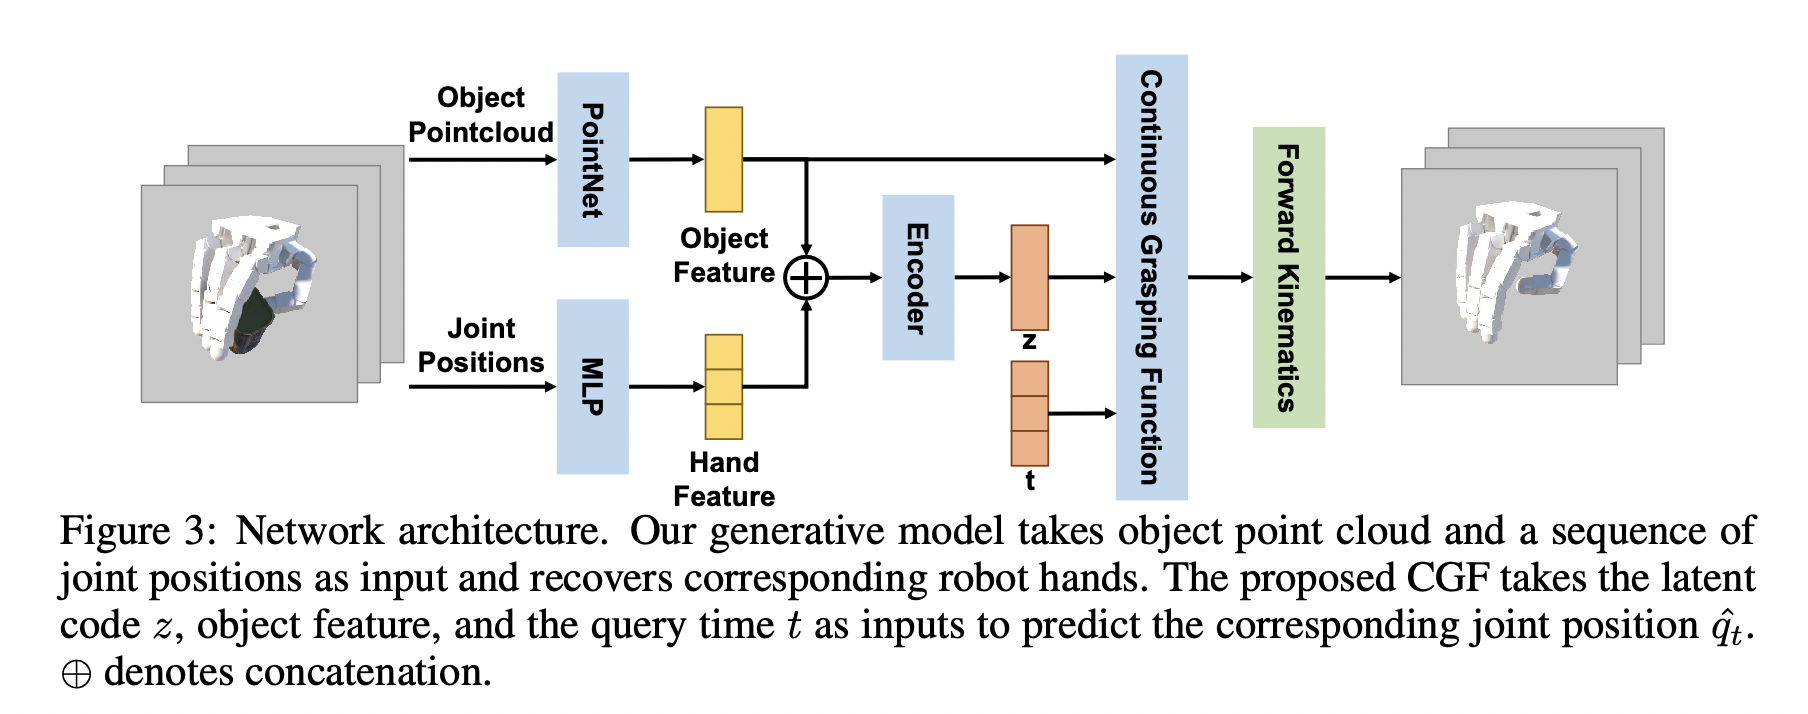 Object
Pointcloud
PointNet
Object
Feature
Joint
Positions
MLP
Hand
Feature
Encoder
z
t
Continuous Grasping Function
Forward Kinematics
Figure 3: Network architecture. Our generative model takes object point cloud and a sequence of
joint positions as input and recovers corresponding robot hands. The proposed CGF takes the latent
code z, object feature, and the query time t as inputs to predict the corresponding joint position q̂ₜ.
⊕ denotes concatenation.